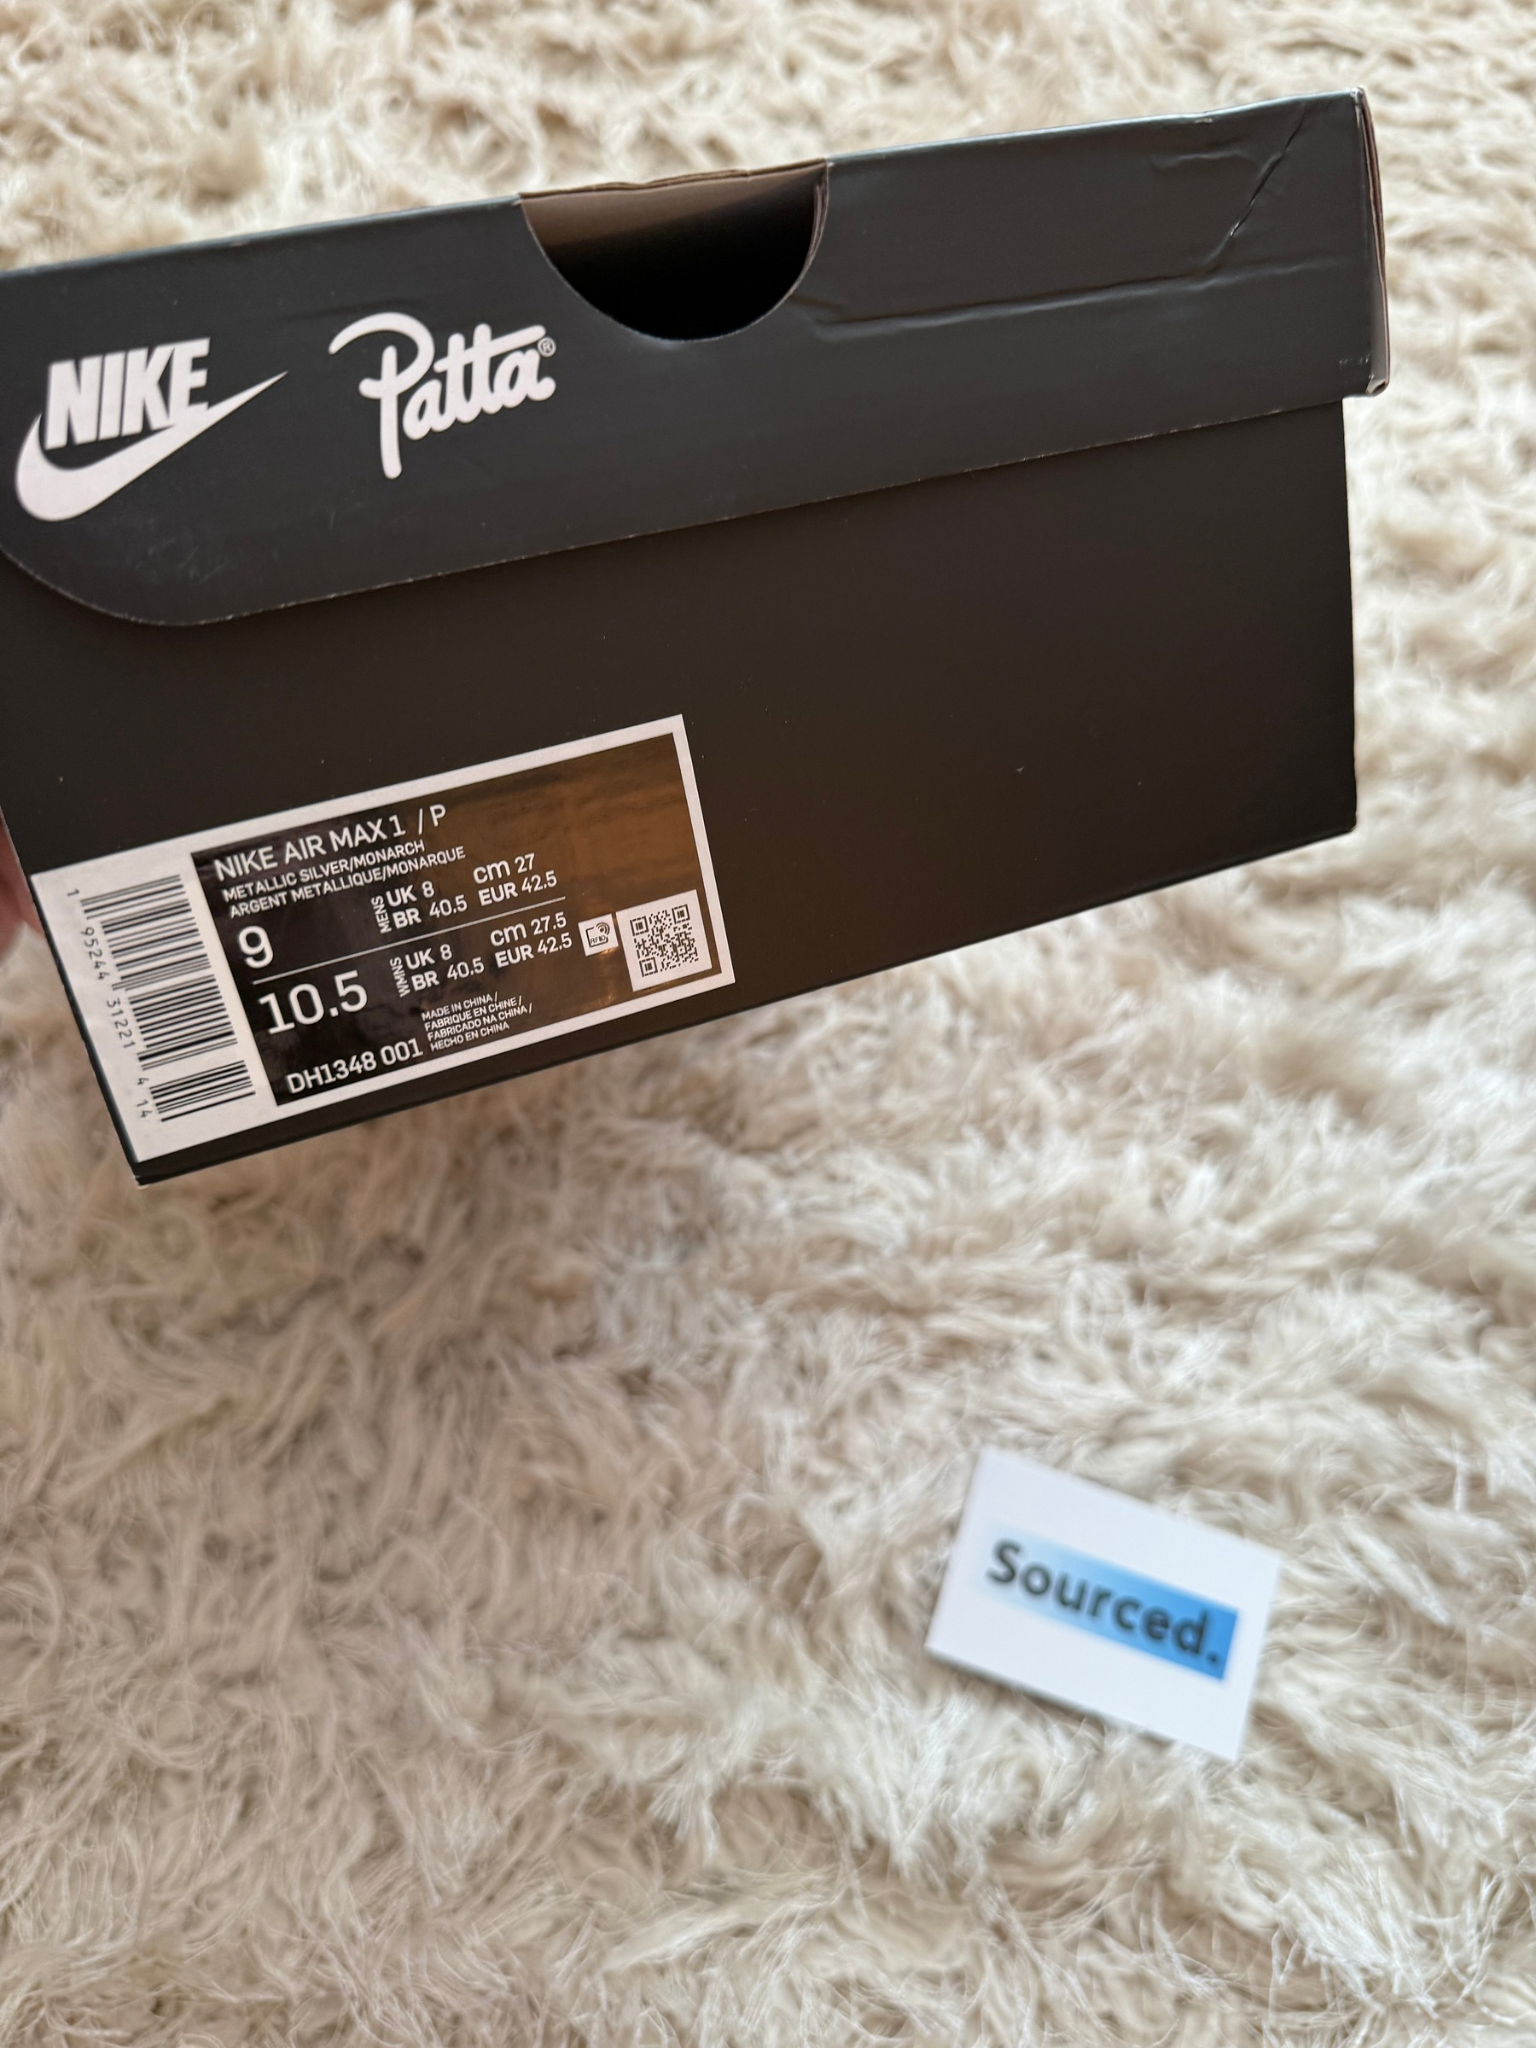 NIKE
Patta®
NIKE AIR MAX 1 / P
METALLIC SILVER/MONARCH
ARGENT METALLIQUE/MONARQUE
9
MENS
UK 8 cm 27
BR 40.5 EUR 42.5
10.5
WMNS
UK 8 cm 27.5
BR 40.5 EUR 42.5
DH1348 001
MADE IN CHINA /
FABRIQUE EN CHINE /
FABRICADO NA CHINA /
HECHO EN CHINA
1 95244 31221 4 14
Sourced.